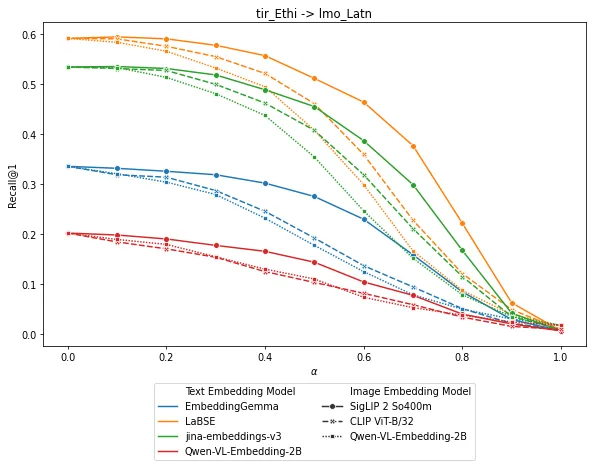 tir_Ethi -> lmo_Latn
Recall@1
0.6
0.5
0.4
0.3
0.2
0.1
0.0
0.0 0.2 0.4 0.6 0.8 1.0
α
Text Embedding Model Image Embedding Model
EmbeddingGemma SigLIP 2 So400m
LaBSE CLIP ViT-B/32
jina-embeddings-v3 Qwen-VL-Embedding-2B
Qwen-VL-Embedding-2B